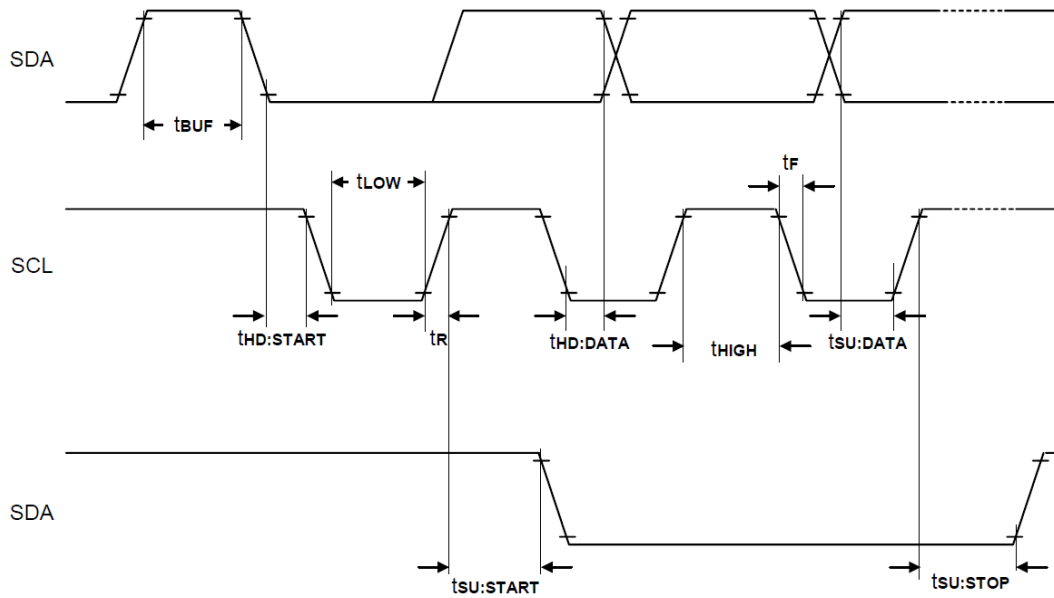 SDA
tBUF
tLOW
tF
SCL
tHD:START
tR
tHD:DATA
tHIGH
tSU:DATA
SDA
tSU:START
tSU:STOP